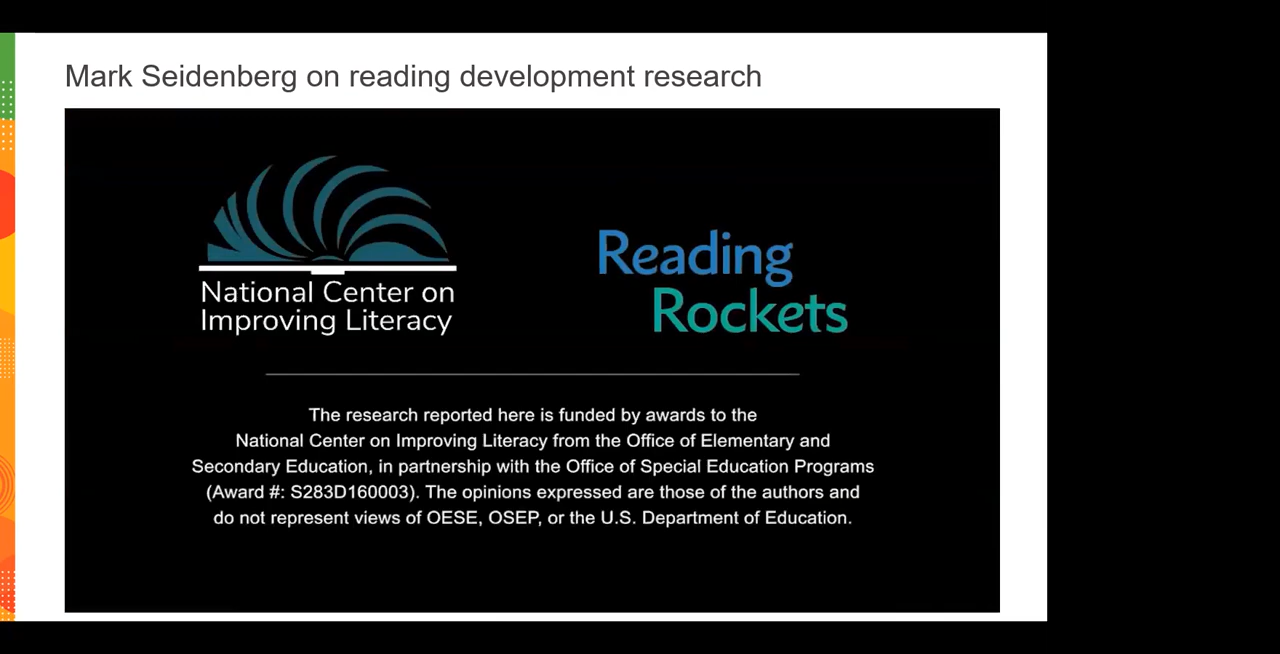 Mark Seidenberg on reading development research
National Center on
Improving Literacy
Reading
Rockets
The research reported here is funded by awards to the
National Center on Improving Literacy from the Office of Elementary and
Secondary Education, in partnership with the Office of Special Education Programs
(Award #: S283D160003). The opinions expressed are those of the authors and
do not represent views of OESE, OSEP, or the U.S. Department of Education.